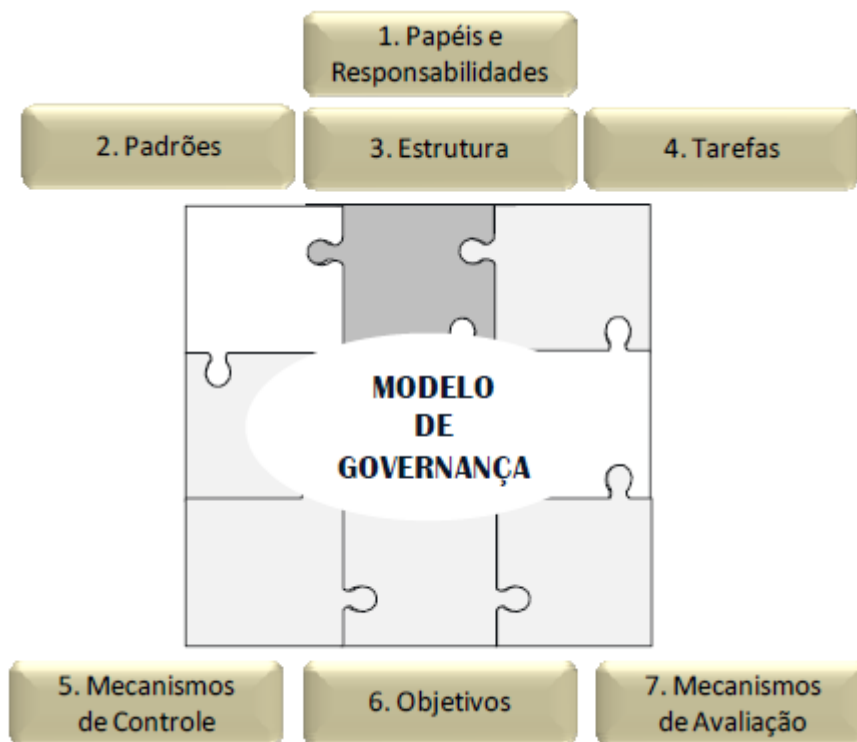 1. Papéis e
Responsabilidades
2. Padrões
3. Estrutura
4. Tarefas
MODELO
DE
GOVERNANÇA
5. Mecanismos
de Controle
6. Objetivos
7. Mecanismos
de Avaliação